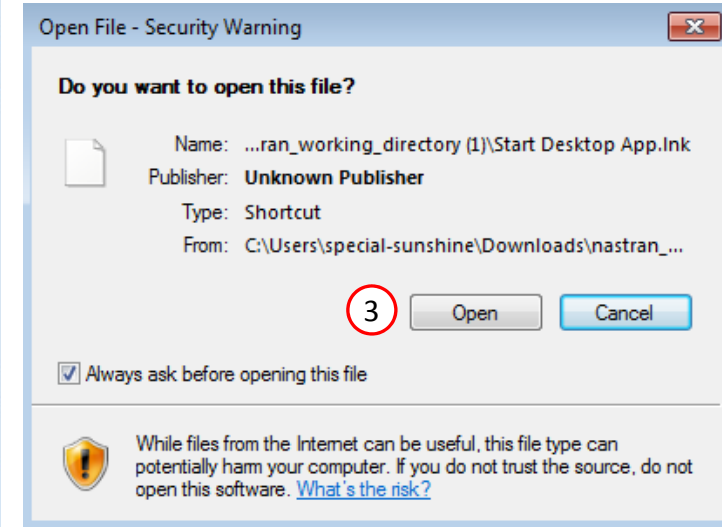 Open File - Security Warning
Do you want to open this file?
Name: ...ran_working_directory (1)\Start Desktop App.lnk
Publisher: Unknown Publisher
Type: Shortcut
From: C:\Users\special-sunshine\Downloads\nastran_...
3 Open Cancel
Always ask before opening this file
While files from the Internet can be useful, this file type can
potentially harm your computer. If you do not trust the source, do not
open this software. What's the risk?